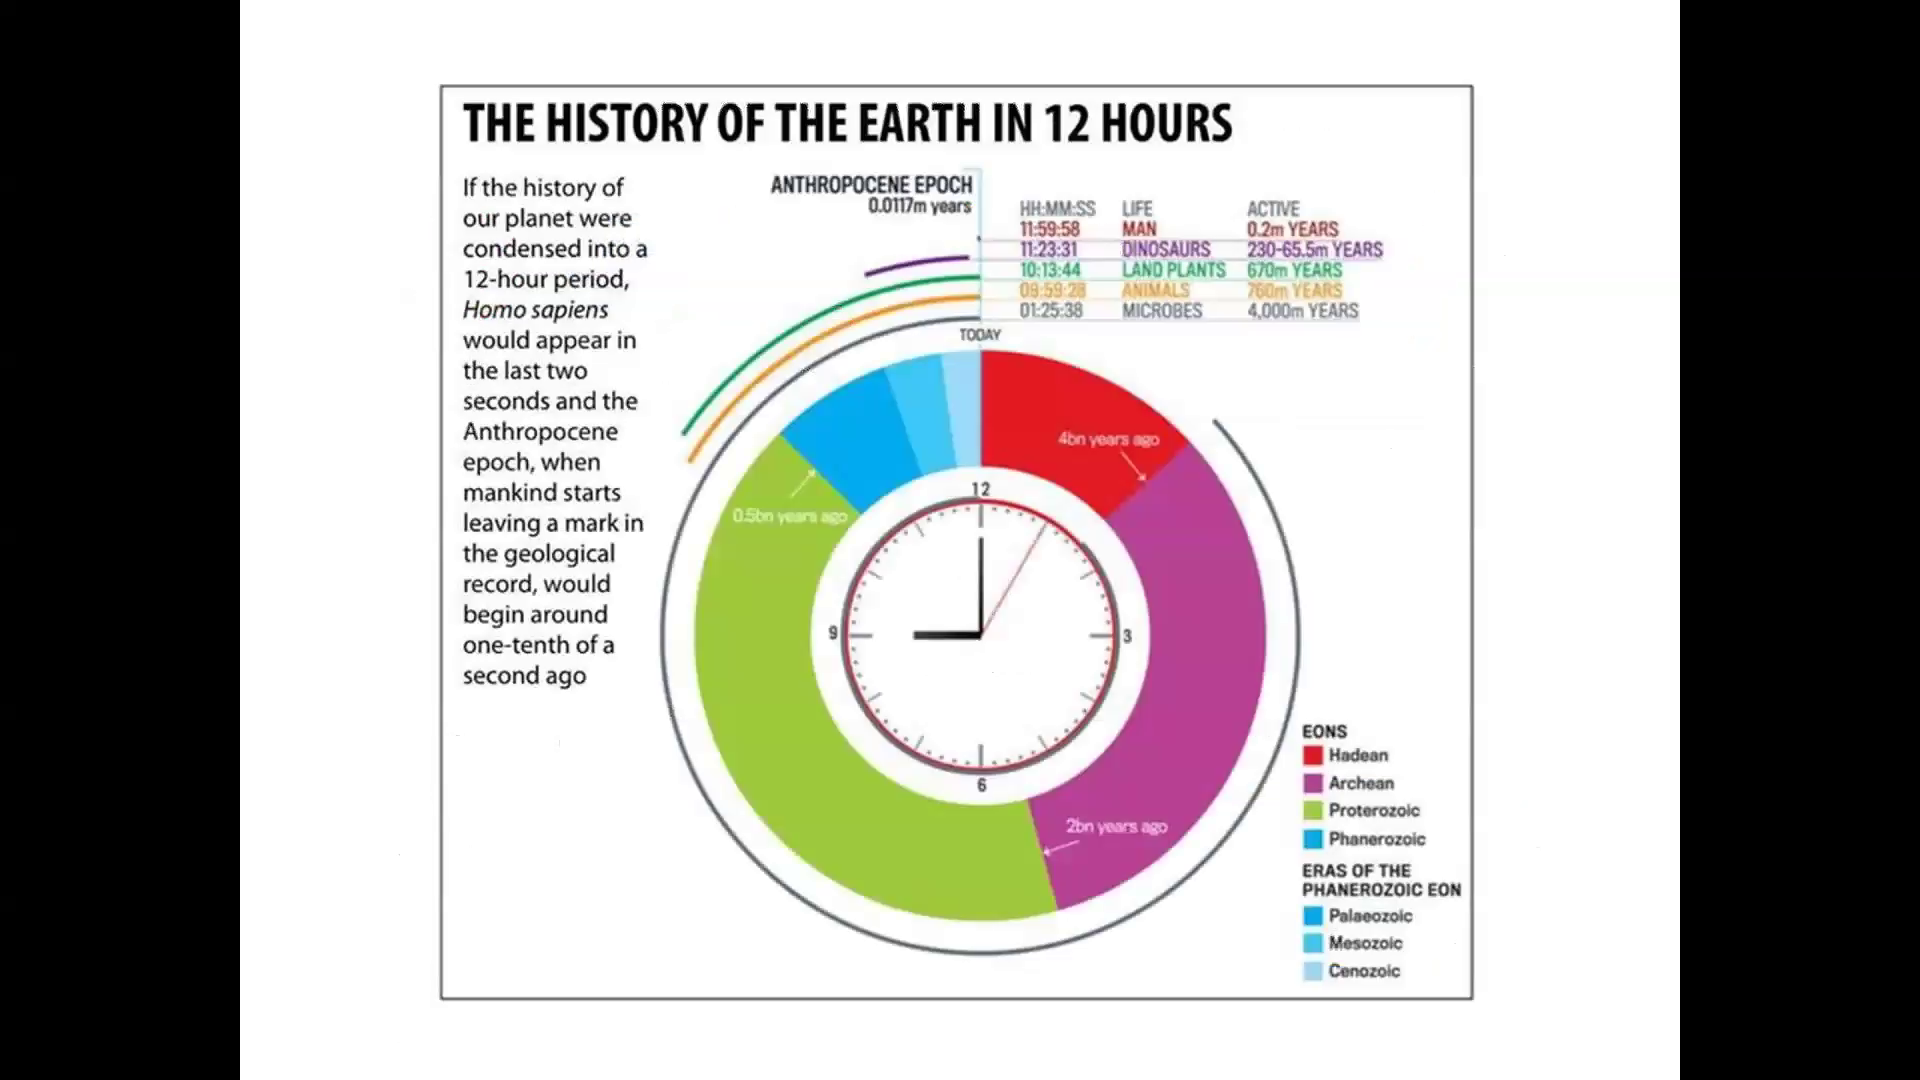 THE HISTORY OF THE EARTH IN 12 HOURS
If the history of
our planet were
condensed into a
12-hour period,
Homo sapiens
would appear in
the last two
seconds and the
Anthropocene
epoch, when
mankind starts
leaving a mark in
the geological
record, would
begin around
one-tenth of a
second ago
ANTHROPOCENE EPOCH
0.0117m years
HH:MM:SS LIFE ACTIVE
11:59:58 MAN 0.2m YEARS
11:23:31 DINOSAURS 230-65.5m YEARS
10:13:44 LAND PLANTS 670m YEARS
09:59:28 ANIMALS 760m YEARS
01:25:38 MICROBES 4,000m YEARS
TODAY
4bn years ago
0.5bn years ago
2bn years ago
12
9
3
6
EONS
Hadean
Archean
Proterozoic
Phanerozoic
ERAS OF THE
PHANEROZOIC EON
Palaeozoic
Mesozoic
Cenozoic